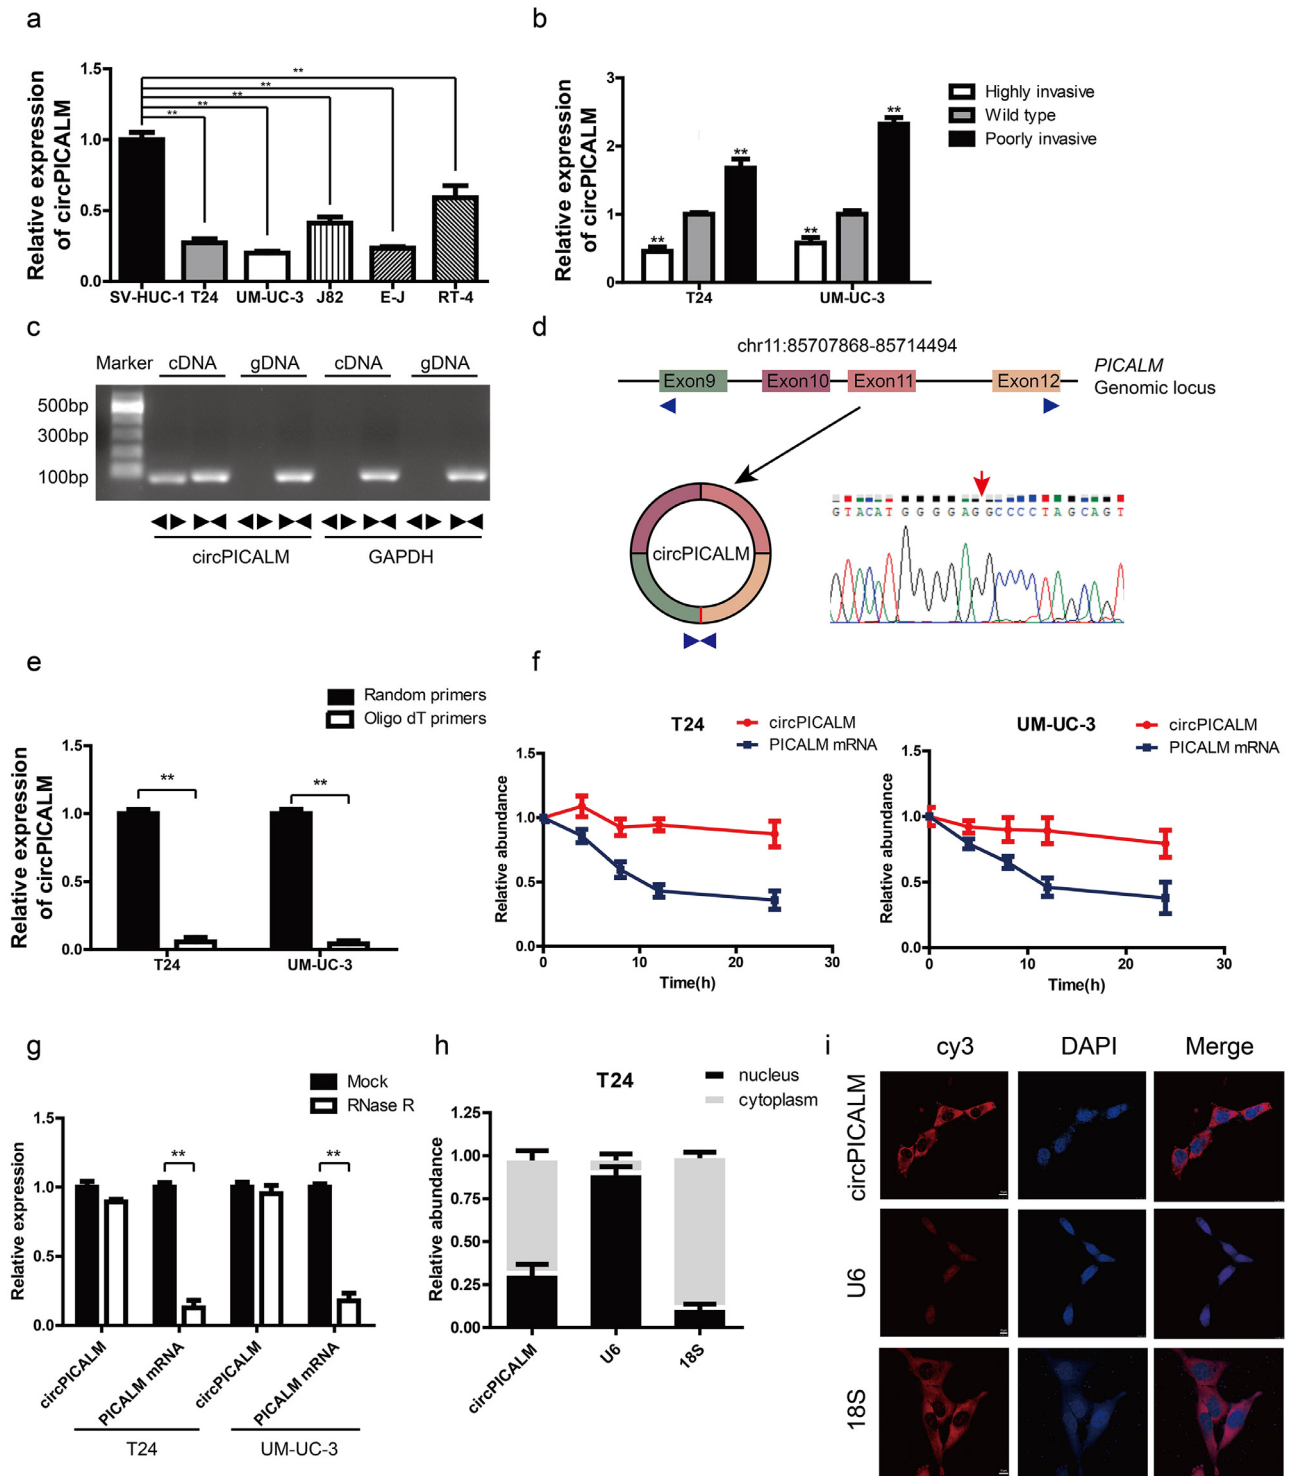 a
Relative expression
of circPICALM
1.5
1.0
0.5
0.0
**
**
**
**
**
SV-HUC-1 T24 UM-UC-3 J82 E-J RT-4
b
Relative expression
of circPICALM
3
2
1
0
**
**
**
**
T24 UM-UC-3
Highly invasive
Wild type
Poorly invasive
c
Marker cDNA gDNA cDNA gDNA
500bp
300bp
100bp
circPICALM GAPDH
d
chr11:85707868-85714494
Exon9 Exon10 Exon11 Exon12
PICALM
Genomic locus
circPICALM
GTACATGGGGAGGCCCCTAGCAGT
e
Random primers
Oligo dT primers
Relative expression
of circPICALM
1.5
1.0
0.5
0.0
**
**
T24 UM-UC-3
f
T24
circPICALM
PICALM mRNA
Relative abundance
1.5
1.0
0.5
0.0
0 10 20 30
Time(h)
UM-UC-3
circPICALM
PICALM mRNA
Relative abundance
1.5
1.0
0.5
0.0
0 10 20 30
Time(h)
g
Mock
RNase R
Relative expression
1.5
1.0
0.5
0.0
**
**
circPICALM PICALM mRNA circPICALM PICALM mRNA
T24 UM-UC-3
h
T24
nucleus
cytoplasm
Relative abundance
1.25
1.00
0.75
0.50
0.25
0.00
circPICALM U6 18S
i
cy3 DAPI Merge
circPICALM
U6
18S